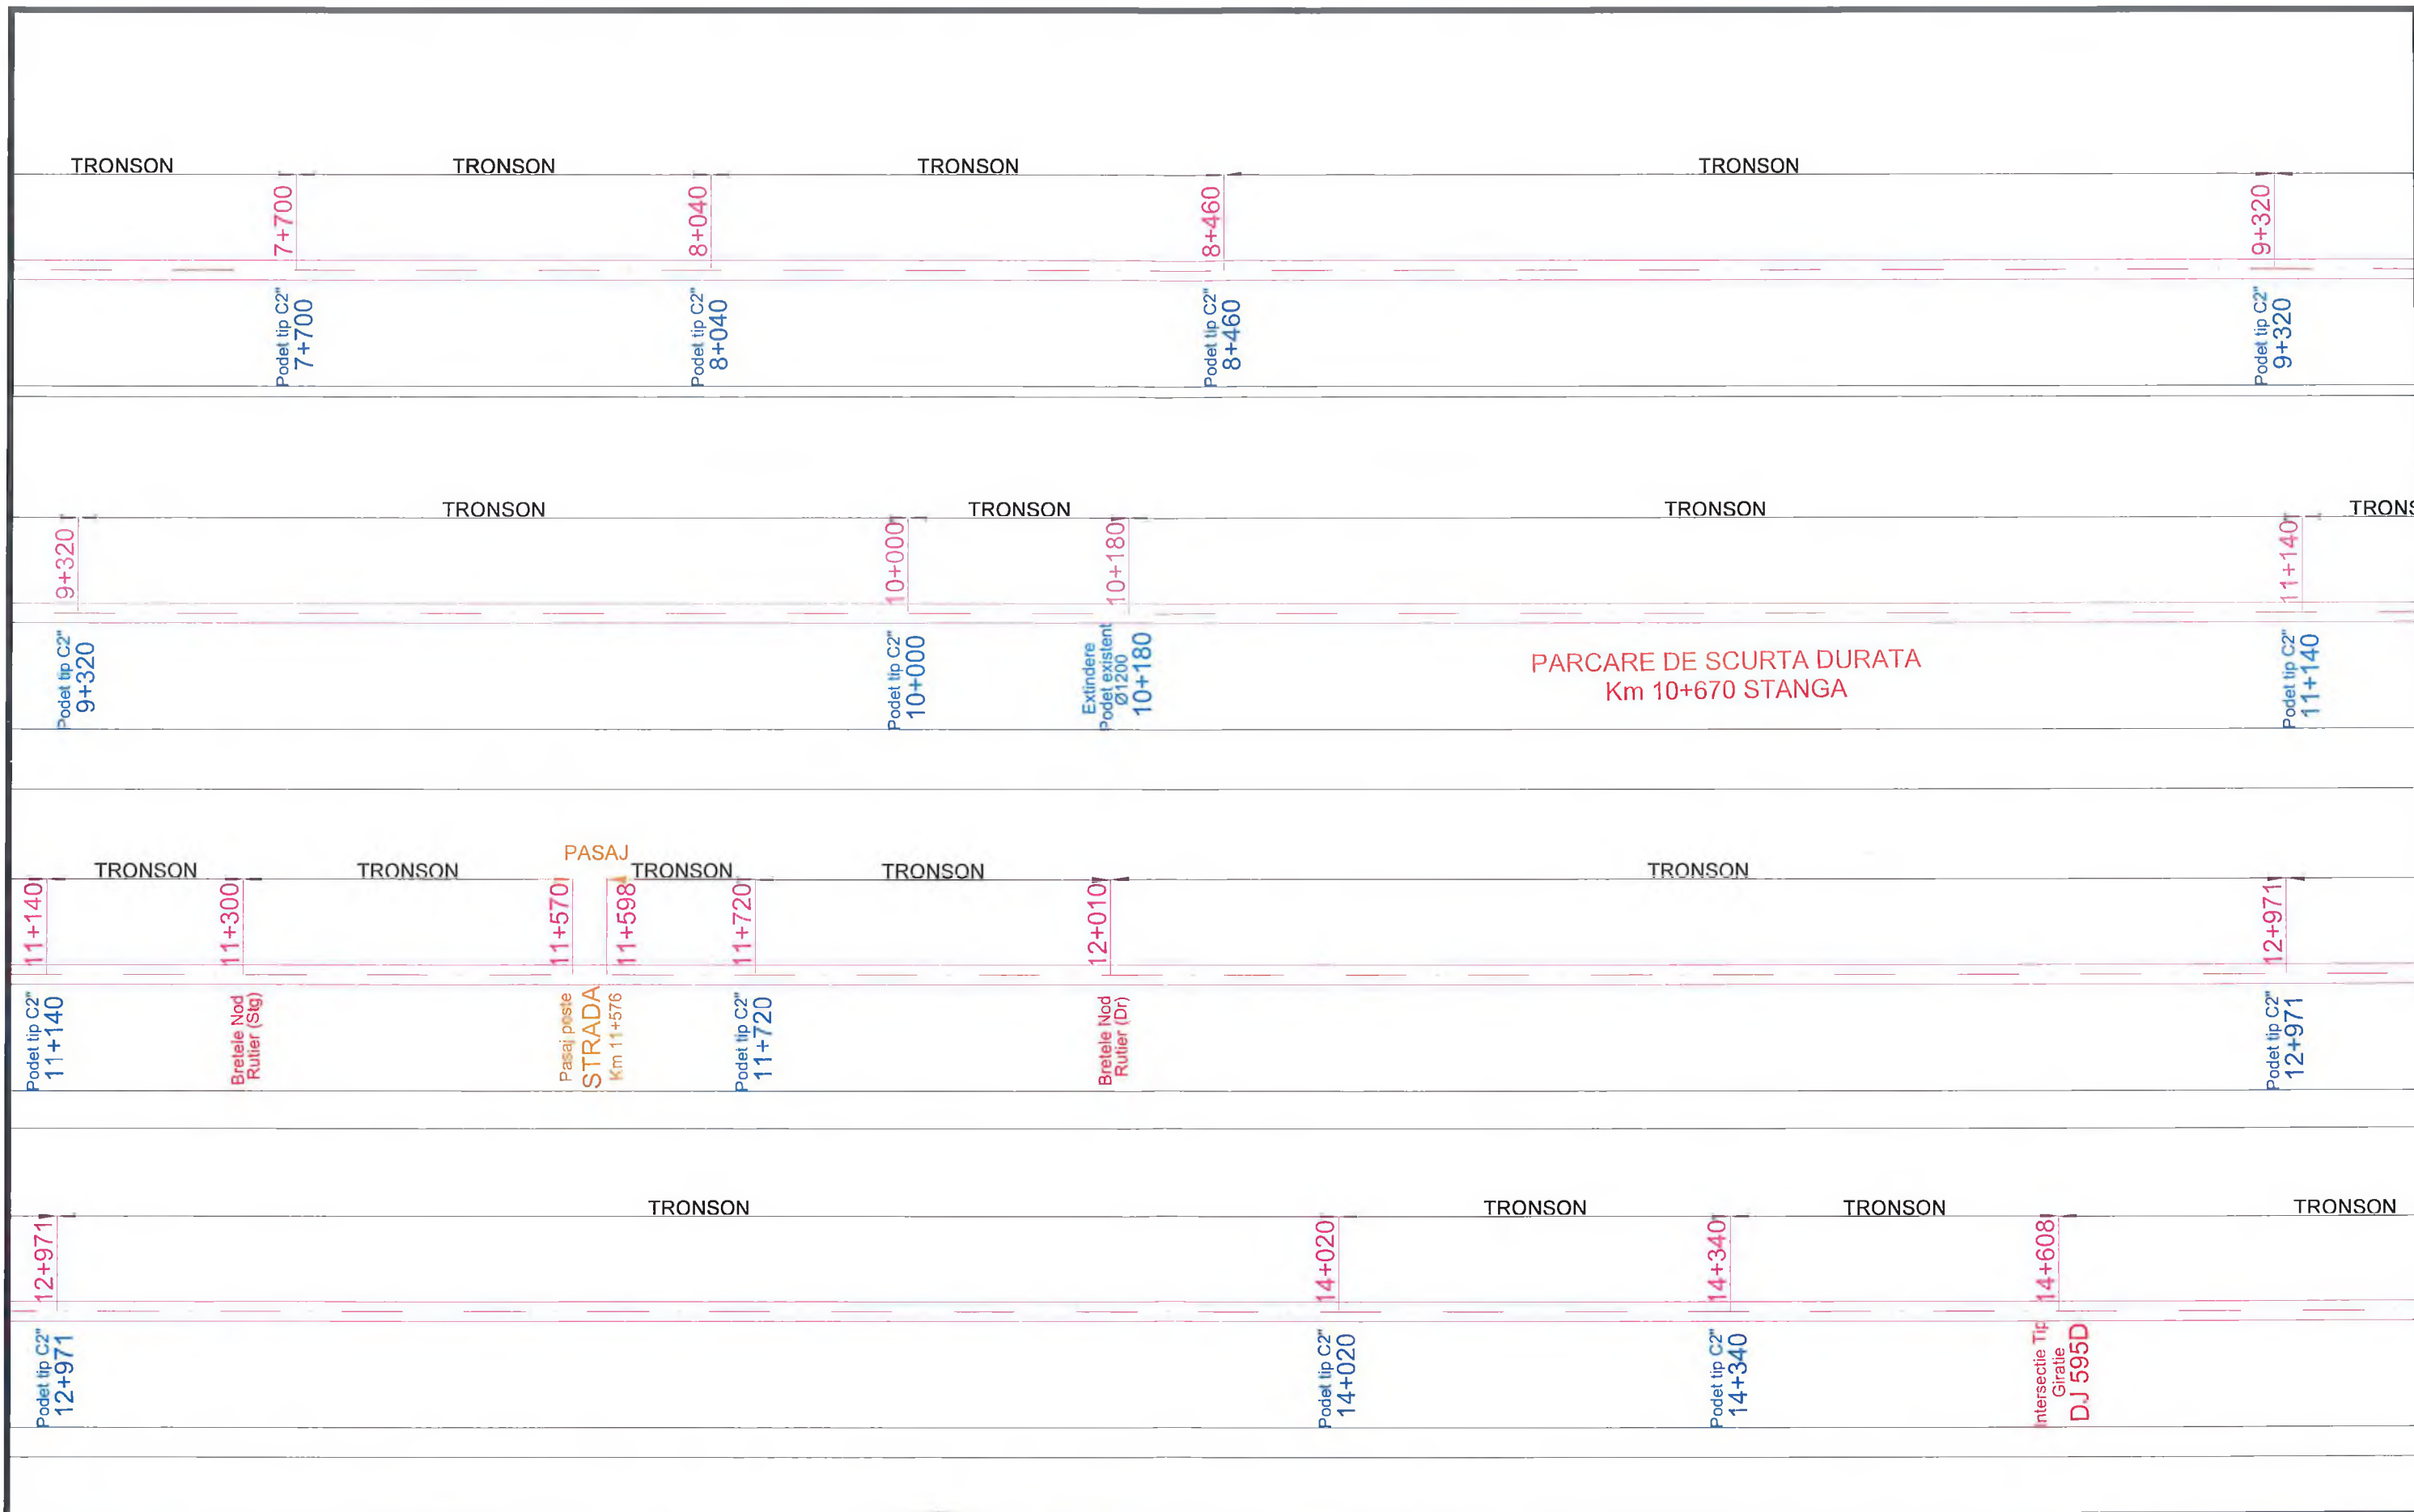 TRONSON
TRONSON
TRONSON
TRONSON
7+700
8+040
8+460
9+320
Podet tip C2"
7+700
Podet tip C2"
8+040
Podet tip C2"
8+460
Podet tip C2"
9+320
TRONSON
TRONSON
TRONSON
TRONS
9+320
10+000
10+180
11+140
Podet tip C2"
9+320
Podet tip C2"
10+000
Extindere
Podet existent
Ø1200
10+180
PARCARE DE SCURTA DURATA
Km 10+670 STANGA
Podet tip C2"
11+140
PASAJ
TRONSON
TRONSON
TRONSON
TRONSON
TRONSON
11+140
11+300
11+570
11+598
11+720
12+010
12+971
Podet tip C2"
11+140
Bretele Nod
Rutier (Stg)
Pasaj peste
STRADA
Km 11+576
Podet tip C2"
11+720
Bretele Nod
Rutier (Dr)
Podet tip C2"
12+971
TRONSON
TRONSON
TRONSON
TRONSON
12+971
14+020
14+340
14+608
Podet tip C2"
12+971
Podet tip C2"
14+020
Podet tip C2"
14+340
Intersectie Tip
Giratie
DJ 595D